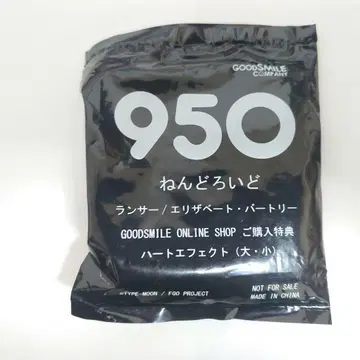 GOODSMILE
COMPANY
950
ねんどろいど
ランサー/エリザベート・バートリー
GOODSMILE ONLINE SHOP ご購入特典
ハートエフェクト(大・小)
NOT FOR SALE
MADE IN CHINA
©TYPE-MOON / FGO PROJECT